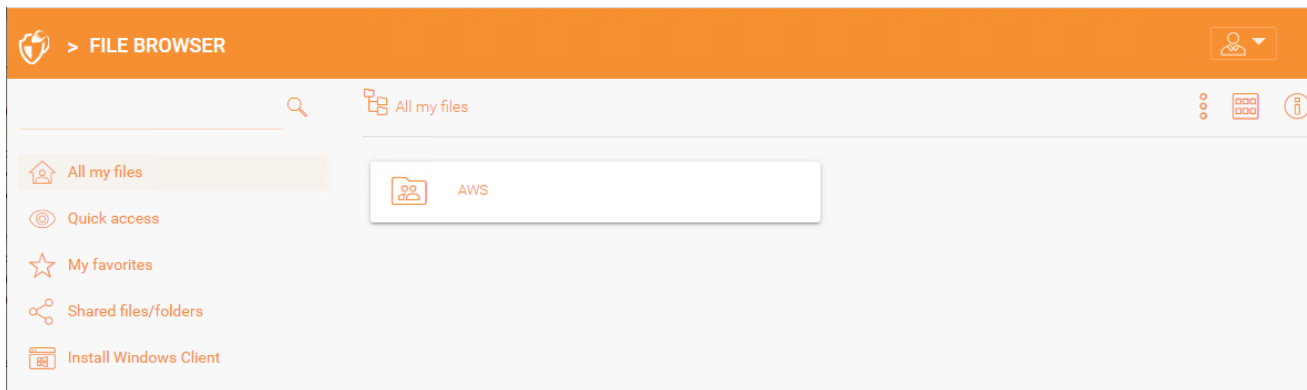 > FILE BROWSER
All my files
All my files
AWS
Quick access
My favorites
Shared files/folders
Install Windows Client